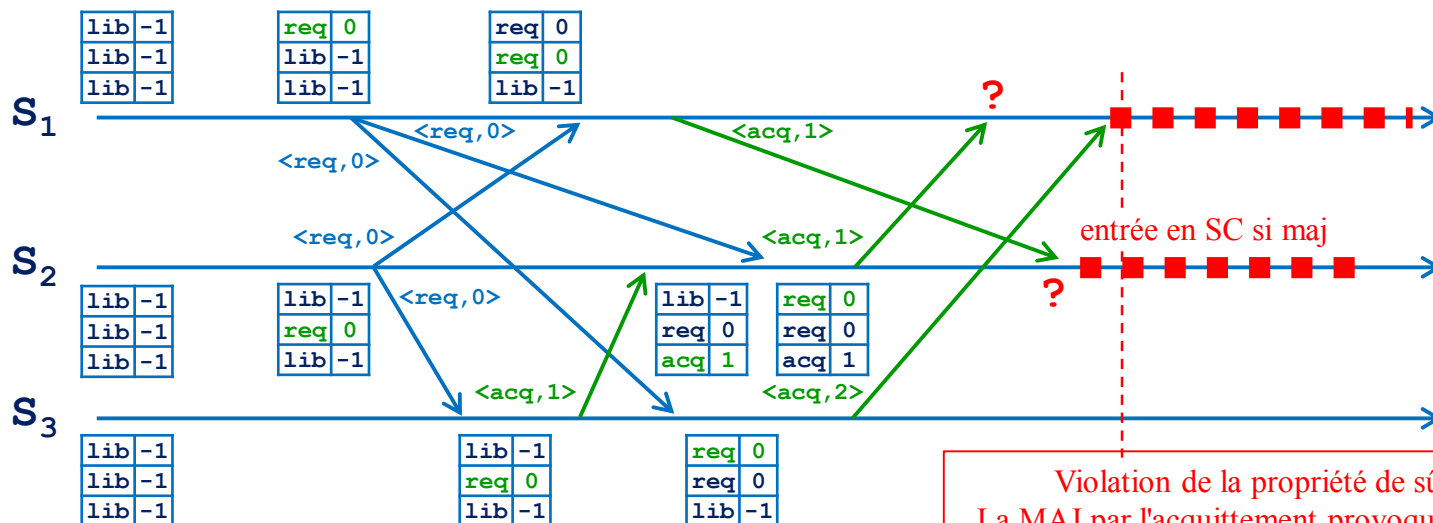 lib -1 req 0 req 0
lib -1 lib -1 req 0
lib -1 lib -1 lib -1
?
S1
<req,0> <acq,1>
<req,0>
<req,0> <acq,1> entrée en SC si maj
S2
<req,0> ?
lib -1 lib -1 lib -1 req 0
lib -1 req 0 req 0 req 0
lib -1 lib -1 acq 1 acq 1
<acq,1> <acq,2>
S3
lib -1 lib -1 req 0
lib -1 req 0 req 0
lib -1 lib -1 lib -1
Violation de la propriété de
La MAJ par l'acquittement